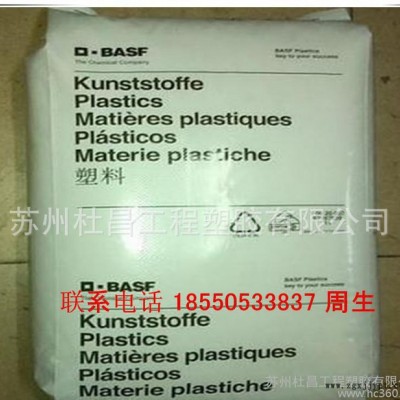 BASF
The Chemical Company
BASF Plastics
key to your success
Kunststoffe
Plastics
Matières plastiques
Plásticos
Materie plastiche
塑料
苏州杜昌工程塑胶有限公司
BASF
BASF Plastics
key to your success
联系电话 18550533837 周生
Kunststoffe
Plastics
Matières plastiques
Plásticos
Materie plastiche
苏州杜昌工程塑胶有限公司
www.hc360.